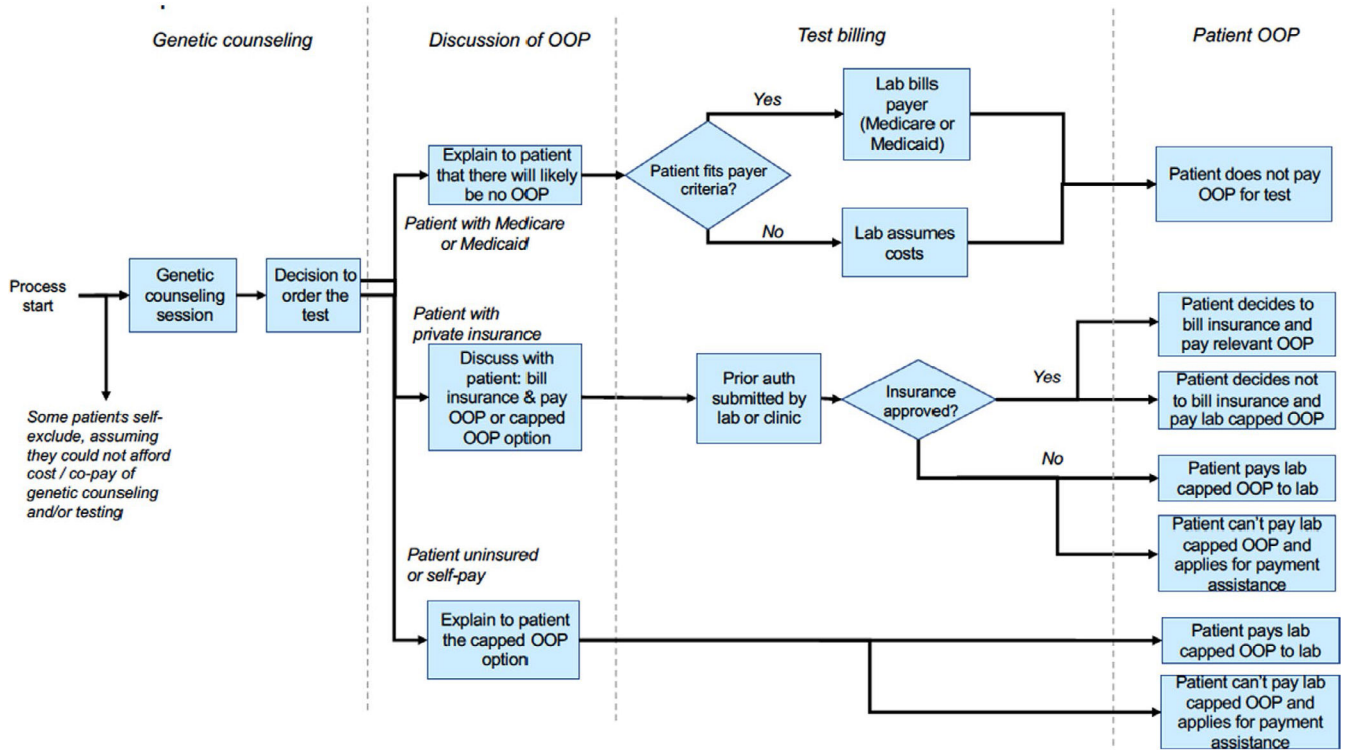 Genetic counseling
Discussion of OOP
Test billing
Patient OOP
Process
start
Some patients self-
exclude, assuming
they could not afford
cost / co-pay of
genetic counseling
and/or testing
Genetic
counseling
session
Decision to
order the
test
Explain to patient
that there will likely
be no OOP
Patient with Medicare
or Medicaid
Patient fits payer
criteria?
Yes
Lab bills
payer
(Medicare or
Medicaid)
No
Lab assumes
costs
Patient does not pay
OOP for test
Patient with
private insurance
Discuss with
patient: bill
insurance & pay
OOP or capped
OOP option
Prior auth
submitted by
lab or clinic
Insurance
approved?
Yes
Patient decides to
bill insurance and
pay relevant OOP
Patient decides not
to bill insurance and
pay lab capped OOP
No
Patient pays lab
capped OOP to lab
Patient can't pay lab
capped OOP and
applies for payment
assistance
Patient uninsured
or self-pay
Explain to patient
the capped OOP
option
Patient pays lab
capped OOP to lab
Patient can't pay lab
capped OOP and
applies for payment
assistance